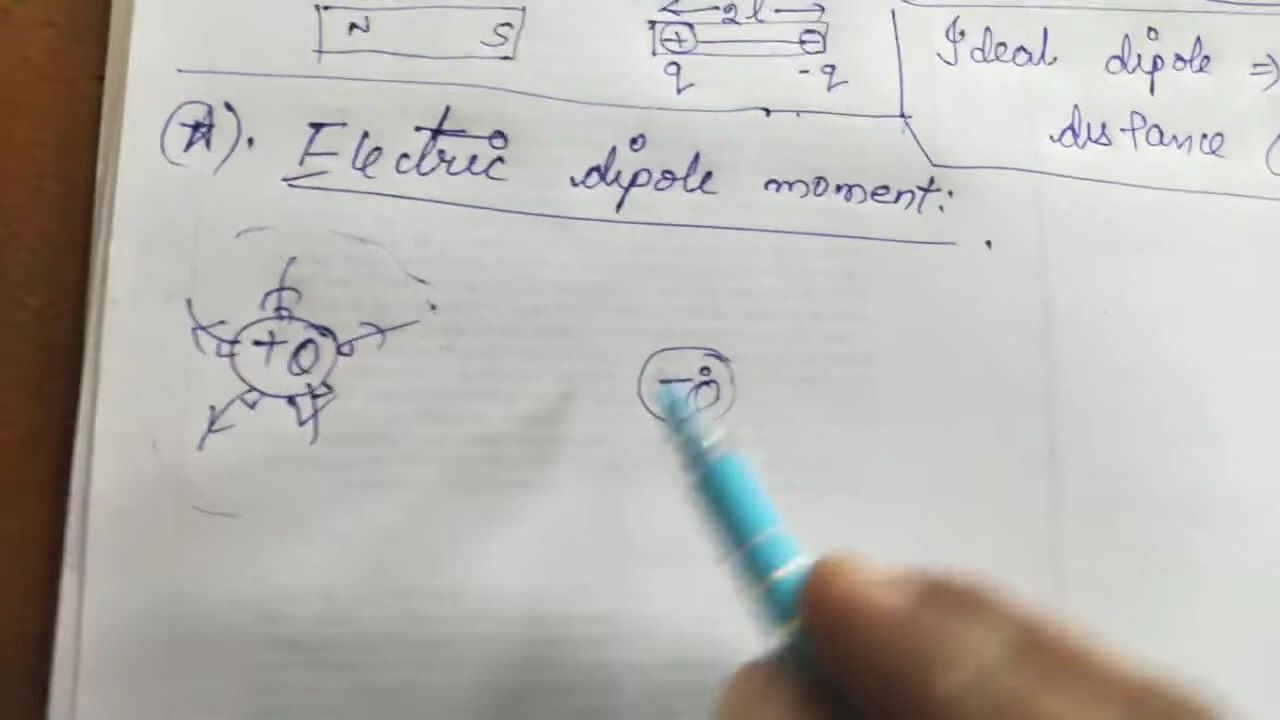 N S
2l
+ -
q -q
Ideal dipole ⇒
distance (
(A). Electric dipole moment:
+Q
-Q